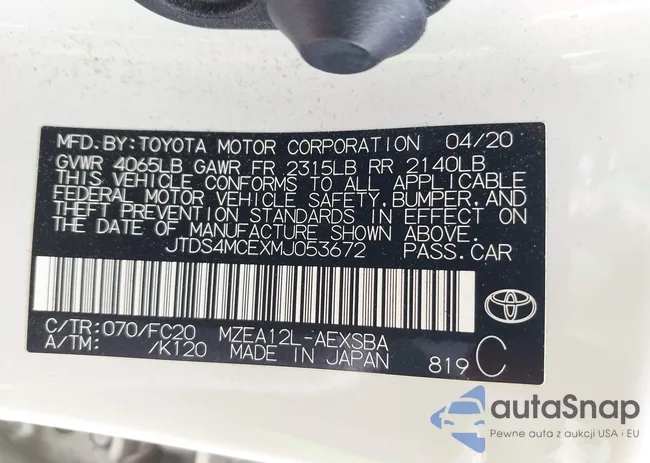 MFD. BY: TOYOTA MOTOR CORPORATION 04/20
GVWR 4065LB GAWR FR 2315LB RR 2140LB
THIS VEHICLE CONFORMS TO ALL APPLICABLE
FEDERAL MOTOR VEHICLE SAFETY, BUMPER, AND
THEFT PREVENTION STANDARDS IN EFFECT ON
THE DATE OF MANUFACTURE SHOWN ABOVE.
JTDS4MCEXMJ053672 PASS. CAR
C/TR: 070/FC20 MZEA12L-AEXSBA
A/TM: /K120 MADE IN JAPAN 819 C
autaSnap
Pewne auta z aukcji USA i EU